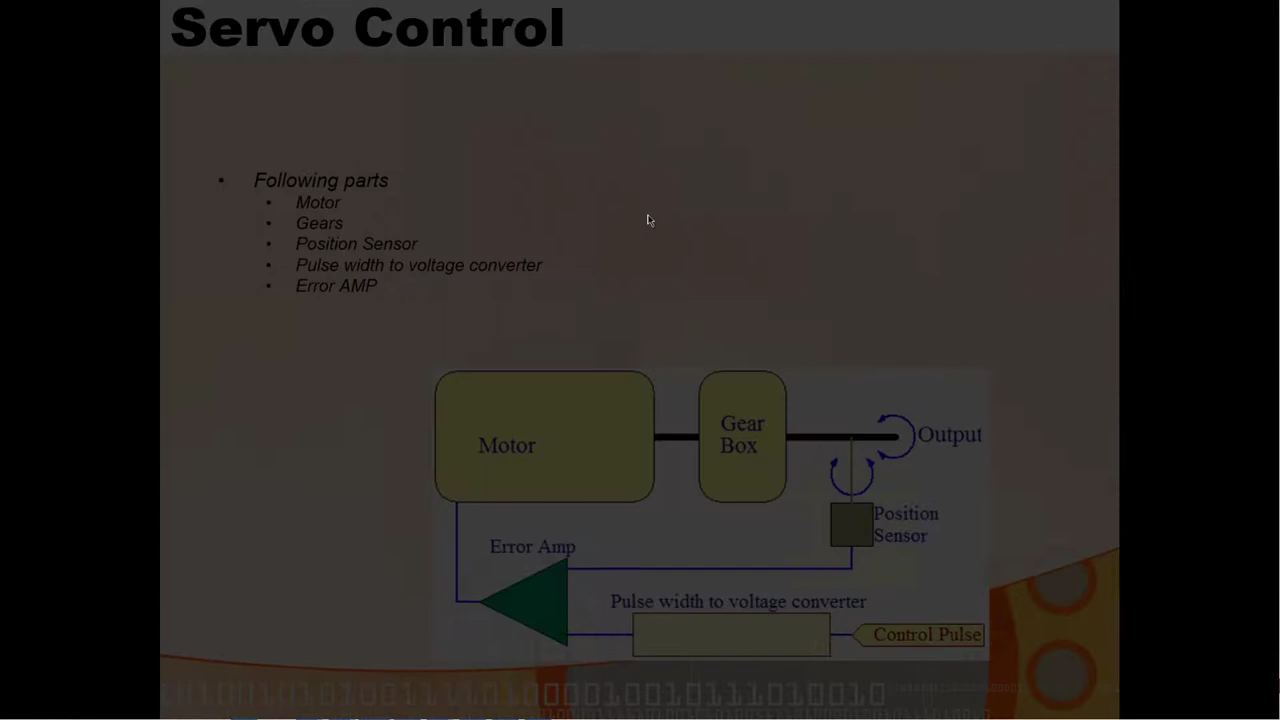 Servo Control
• Following parts
• Motor
• Gears
• Position Sensor
• Pulse width to voltage converter
• Error AMP
Motor
Gear
Box
Output
Position
Sensor
Error Amp
Pulse width to voltage converter
Control Pulse